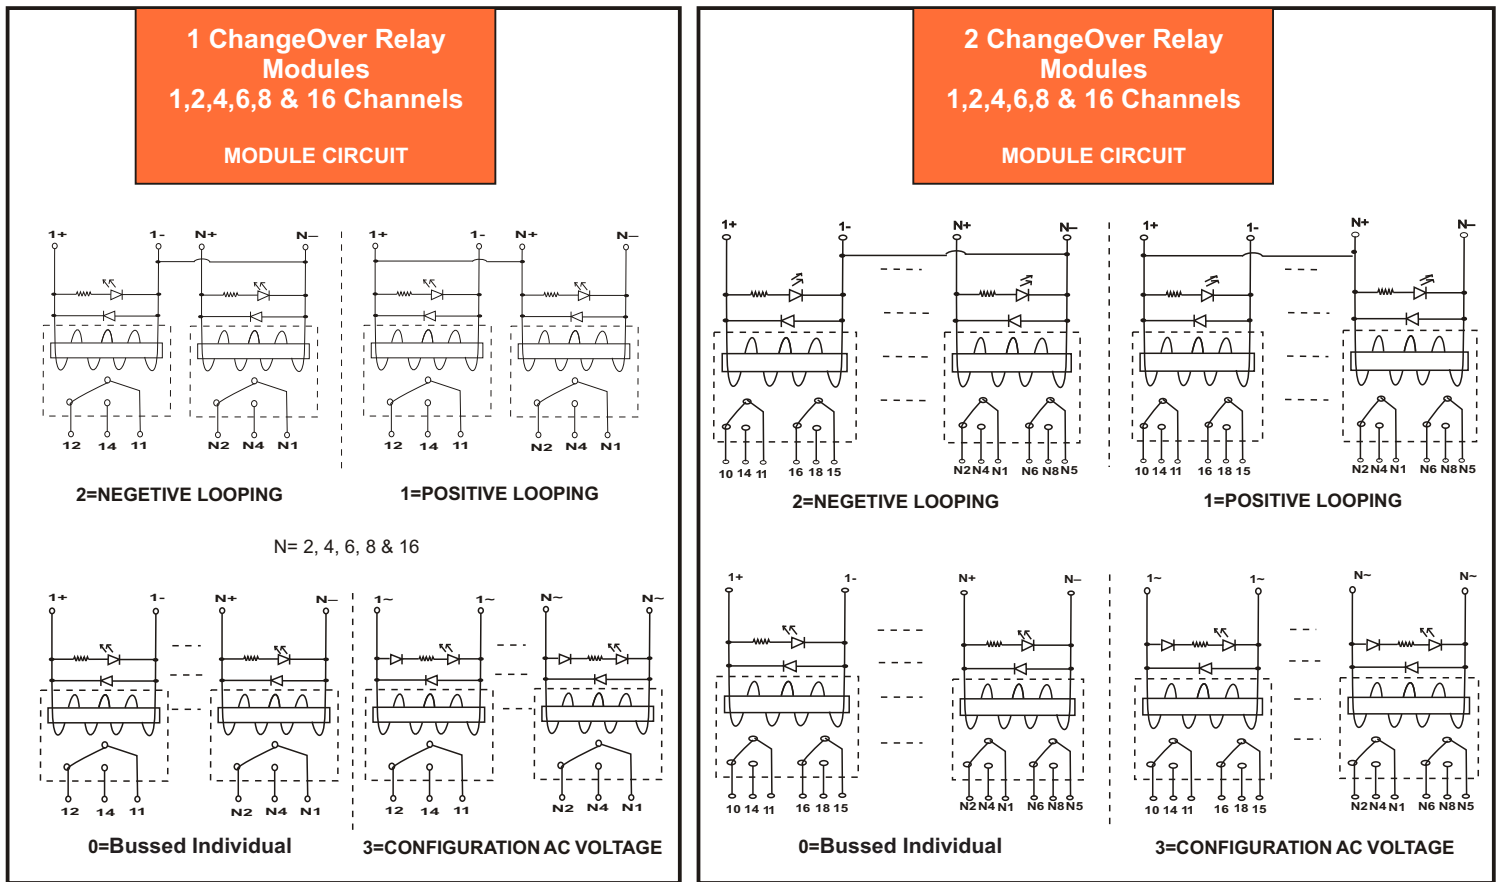 1 ChangeOver Relay
Modules
1,2,4,6,8 & 16 Channels
MODULE CIRCUIT
1+ 1- N+ N–
1+ 1- N+ N–
12 14 11 N2 N4 N1
12 14 11 N2 N4 N1
2=NEGETIVE LOOPING
1=POSITIVE LOOPING
N= 2, 4, 6, 8 & 16
1+ 1- N+ N–
1~ 1~ N~ N~
12 14 11 N2 N4 N1
12 14 11 N2 N4 N1
0=Bussed Individual
3=CONFIGURATION AC VOLTAGE
2 ChangeOver Relay
Modules
1,2,4,6,8 & 16 Channels
MODULE CIRCUIT
1+ 1- N+ N–
1+ 1- N+ N–
10 14 11 16 18 15 N2 N4 N1 N6 N8 N5
10 14 11 16 18 15 N2 N4 N1 N6 N8 N5
2=NEGETIVE LOOPING
1=POSITIVE LOOPING
1+ 1- N+ N–
1~ 1~ N~ N~
10 14 11 16 18 15 N2 N4 N1 N6 N8 N5
10 14 11 16 18 15 N2 N4 N1 N6 N8 N5
0=Bussed Individual
3=CONFIGURATION AC VOLTAGE